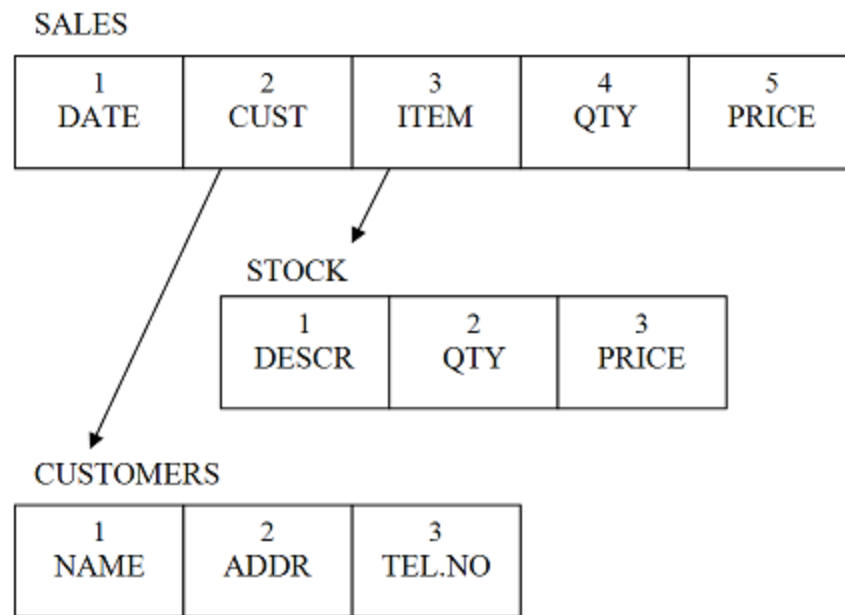 SALES
1 2 3 4 5
DATE CUST ITEM QTY PRICE
STOCK
1 2 3
DESCR QTY PRICE
CUSTOMERS
1 2 3
NAME ADDR TEL.NO